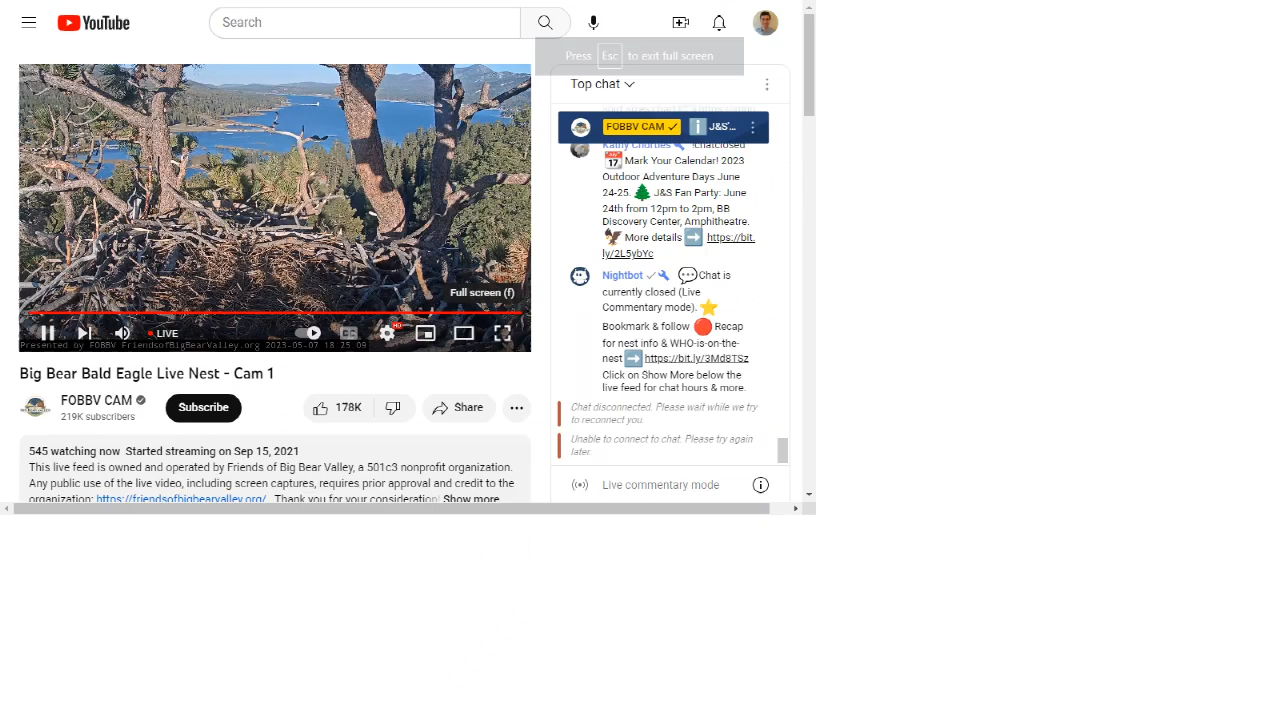 YouTube
Search
Press Esc to exit full screen
Top chat
FOBBV CAM J&S'...
Kathy Chorties !chatclosed
Mark Your Calendar! 2023
Outdoor Adventure Days June
24-25. J&S Fan Party: June
24th from 12pm to 2pm, BB
Discovery Center, Amphitheatre.
More details https://bit.
ly/2L5ybYc
Nightbot Chat is
currently closed (Live
Commentary mode).
Bookmark & follow Recap
for nest info & WHO-is-on-the-
nest https://bit.ly/3Md8TSz
Click on Show More below the
live feed for chat hours & more.
Chat disconnected. Please wait while we try
to reconnect you.
Unable to connect to chat. Please try again
later.
Live commentary mode
Full screen (f)
LIVE
CC
HD
Presented by FOBBV FriendsofBigBearValley.org 2023-05-07 18 25 09
Big Bear Bald Eagle Live Nest - Cam 1
FOBBV CAM
219K subscribers
Subscribe
178K
Share
545 watching now Started streaming on Sep 15, 2021
This live feed is owned and operated by Friends of Big Bear Valley, a 501c3 nonprofit organization.
Any public use of the live video, including screen captures, requires prior approval and credit to the
organization: https://friendsofbigbearvalley.org/ . Thank you for your consideration! Show more